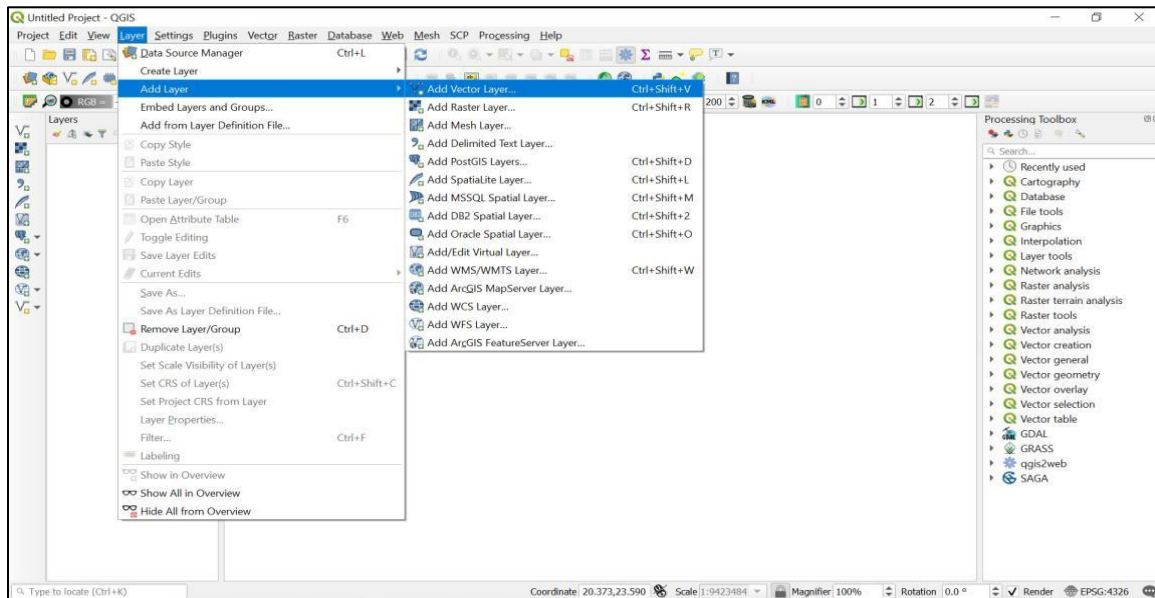 Untitled Project - QGIS
Project Edit View Layer Settings Plugins Vector Raster Database Web Mesh SCP Processing Help
Data Source Manager Ctrl+L
Create Layer
Add Layer
Embed Layers and Groups...
Add from Layer Definition File...
Copy Style
Paste Style
Copy Layer
Paste Layer/Group
Open Attribute Table F6
Toggle Editing
Save Layer Edits
Current Edits
Save As...
Save As Layer Definition File...
Remove Layer/Group Ctrl+D
Duplicate Layer(s)
Set Scale Visibility of Layer(s)
Set CRS of Layer(s) Ctrl+Shift+C
Set Project CRS from Layer
Layer Properties...
Filter... Ctrl+F
Labeling
Show in Overview
Show All in Overview
Hide All from Overview
Add Vector Layer... Ctrl+Shift+V
Add Raster Layer... Ctrl+Shift+R
Add Mesh Layer...
Add Delimited Text Layer...
Add PostGIS Layers... Ctrl+Shift+D
Add SpatiaLite Layer... Ctrl+Shift+L
Add MSSQL Spatial Layer... Ctrl+Shift+M
Add DB2 Spatial Layer... Ctrl+Shift+2
Add Oracle Spatial Layer... Ctrl+Shift+O
Add/Edit Virtual Layer...
Add WMS/WMTS Layer... Ctrl+Shift+W
Add ArcGIS MapServer Layer...
Add WCS Layer...
Add WFS Layer...
Add ArcGIS FeatureServer Layer...
RGB =
200 0 1 2
Layers
Processing Toolbox
Search...
Recently used
Cartography
Database
File tools
Graphics
Interpolation
Layer tools
Network analysis
Raster analysis
Raster terrain analysis
Raster tools
Vector analysis
Vector creation
Vector general
Vector geometry
Vector overlay
Vector selection
Vector table
GDAL
GRASS
qgis2web
SAGA
Type to locate (Ctrl+K) Coordinate 20.373,23.590 Scale 1:9423484 Magnifier 100% Rotation 0.0 ° Render EPSG:4326